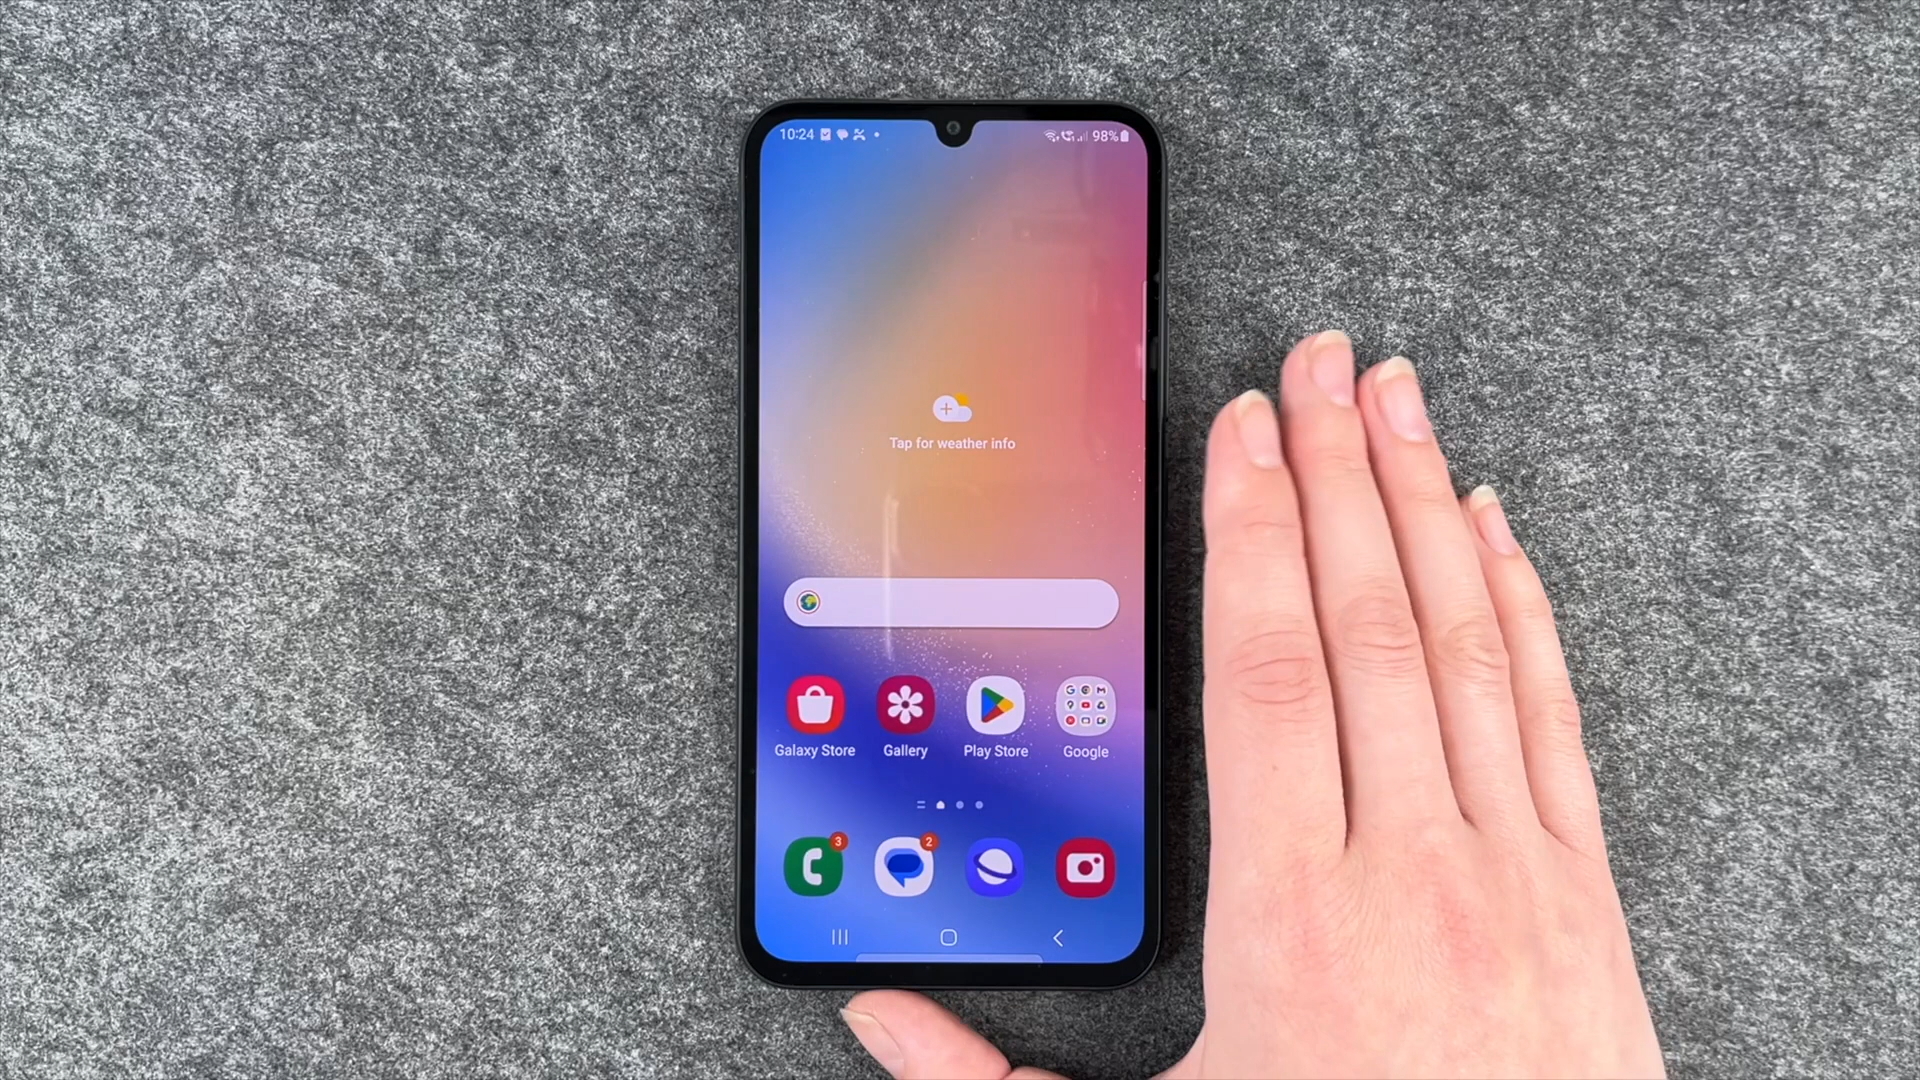 10:24
98%
Tap for weather info
Galaxy Store
Gallery
Play Store
Google
3
2